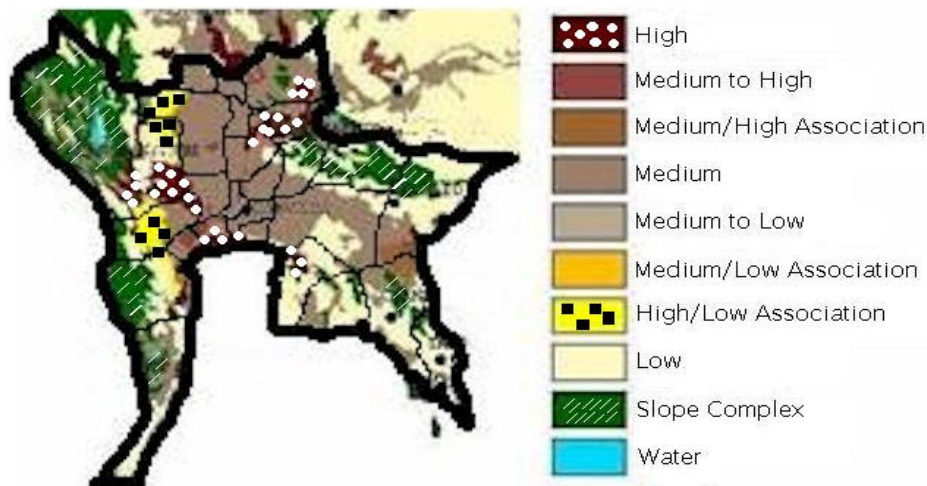 High
Medium to High
Medium/High Association
Medium
Medium to Low
Medium/Low Association
High/Low Association
Low
Slope Complex
Water